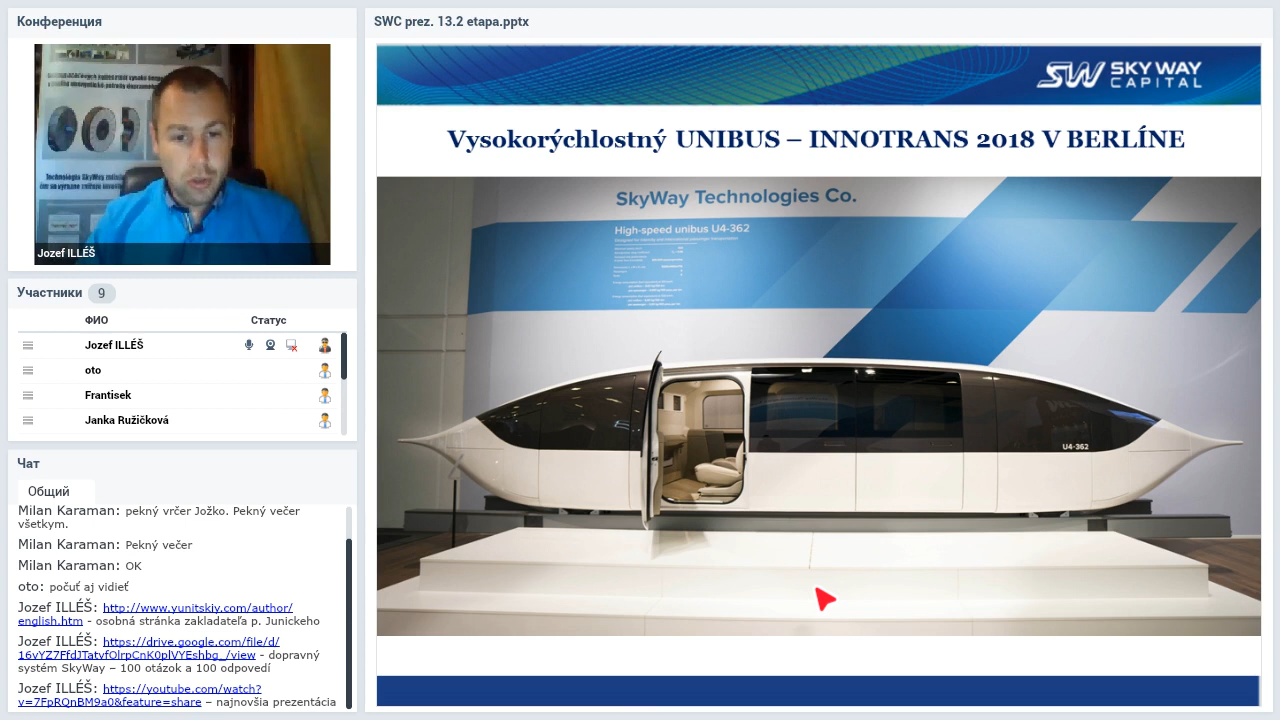 Конференция
Jozef ILLÉŠ
Участники 9
ФИО Статус
Jozef ILLÉŠ
oto
Frantisek
Janka Ružičková
Чат
Общий
Milan Karaman: pekný vrčer Jožko. Pekný večer
všetkym.
Milan Karaman: Pekný večer
Milan Karaman: OK
oto: počuť aj vidieť
Jozef ILLÉŠ: http://www.yunitskiy.com/author/
english.htm - osobná stránka zakladateľa p. Junickeho
Jozef ILLÉŠ: https://drive.google.com/file/d/
16vYZ7FfdJTatvfOlrpCnK0plVYEshbg_/view - dopravný
systém SkyWay – 100 otázok a 100 odpovedí
Jozef ILLÉŠ: https://youtube.com/watch?
v=7FpRQnBM9a0&feature=share – najnovšia prezentácia
SWC prez. 13.2 etapa.pptx
SW SKY WAY
CAPITAL
Vysokorýchlostný UNIBUS – INNOTRANS 2018 V BERLÍNE
SkyWay Technologies Co.
High-speed unibus U4-362
U4-362